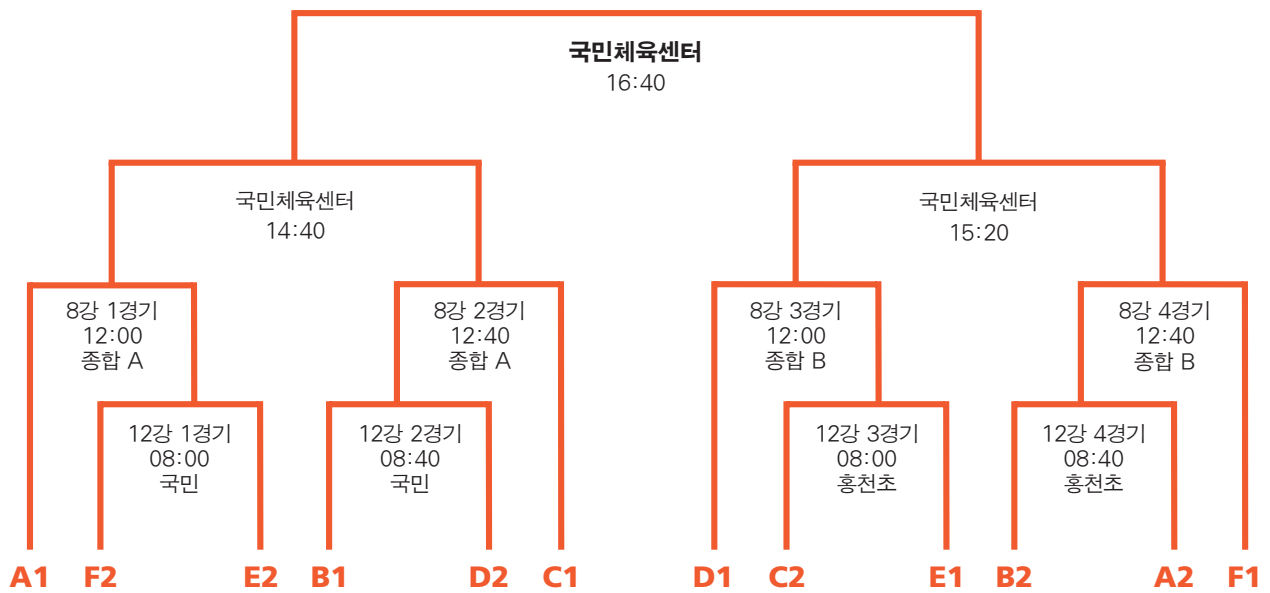 국민체육센터
16:40
국민체육센터
14:40
국민체육센터
15:20
8강 1경기
12:00
종합 A
8강 2경기
12:40
종합 A
8강 3경기
12:00
종합 B
8강 4경기
12:40
종합 B
12강 1경기
08:00
국민
12강 2경기
08:40
국민
12강 3경기
08:00
홍천초
12강 4경기
08:40
홍천초
A1 F2 E2 B1 D2 C1 D1 C2 E1 B2 A2 F1